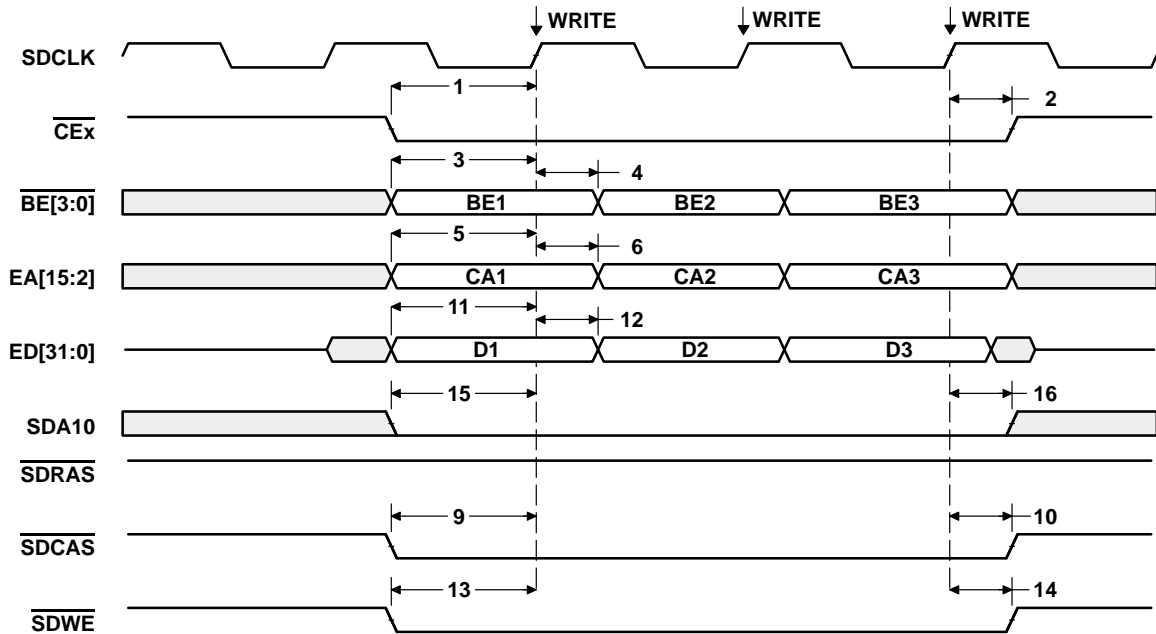 WRITE WRITE WRITE
SDCLK
1 2
CEx
3 4
BE[3:0] BE1 BE2 BE3
5 6
EA[15:2] CA1 CA2 CA3
11 12
ED[31:0] D1 D2 D3
15 16
SDA10
SDRAS
9 10
SDCAS
13 14
SDWE